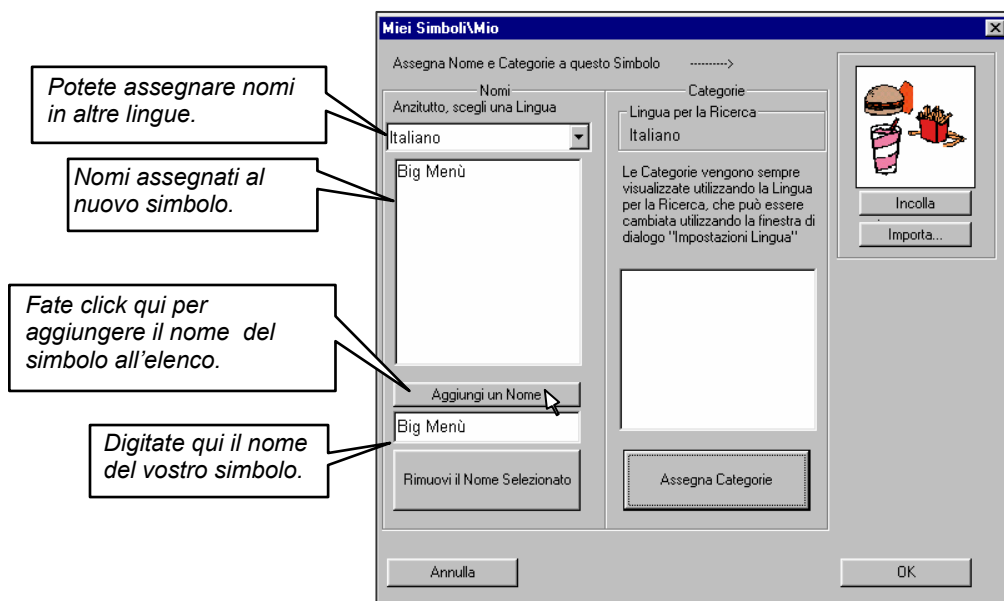 Miei Simboli\Mio
Assegna Nome e Categorie a questo Simbolo ---------->
Potete assegnare nomi
in altre lingue.
Nomi assegnati al
nuovo simbolo.
Fate click qui per
aggiungere il nome del
simbolo all'elenco.
Digitate qui il nome
del vostro simbolo.
Nomi
Anzitutto, scegli una Lingua
Italiano
Big Menù
Aggiungi un Nome
Big Menù
Rimuovi il Nome Selezionato
Categorie
Lingua per la Ricerca
Italiano
Le Categorie vengono sempre
visualizzate utilizzando la Lingua
per la Ricerca, che può essere
cambiata utilizzando la finestra di
dialogo "Impostazioni Lingua"
Assegna Categorie
Incolla
Importa...
Annulla
OK